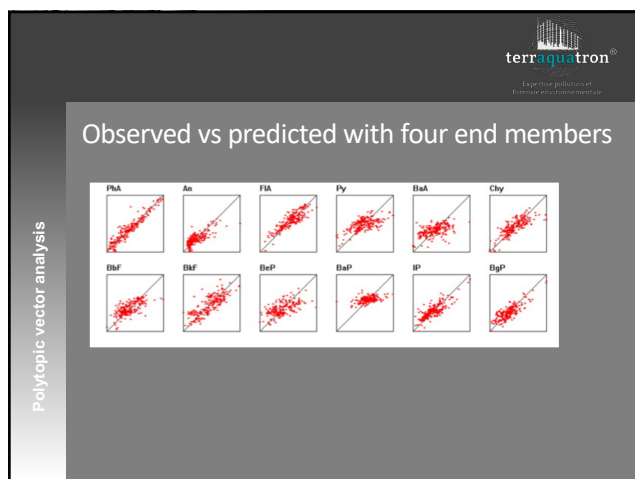 terraquatron®
Expertise pollution et
forensie environnementale
Observed vs predicted with four end members
Polytopic vector analysis
PhA An FlA Py BaA Chy
BbF BkF BeP BaP IP BgP